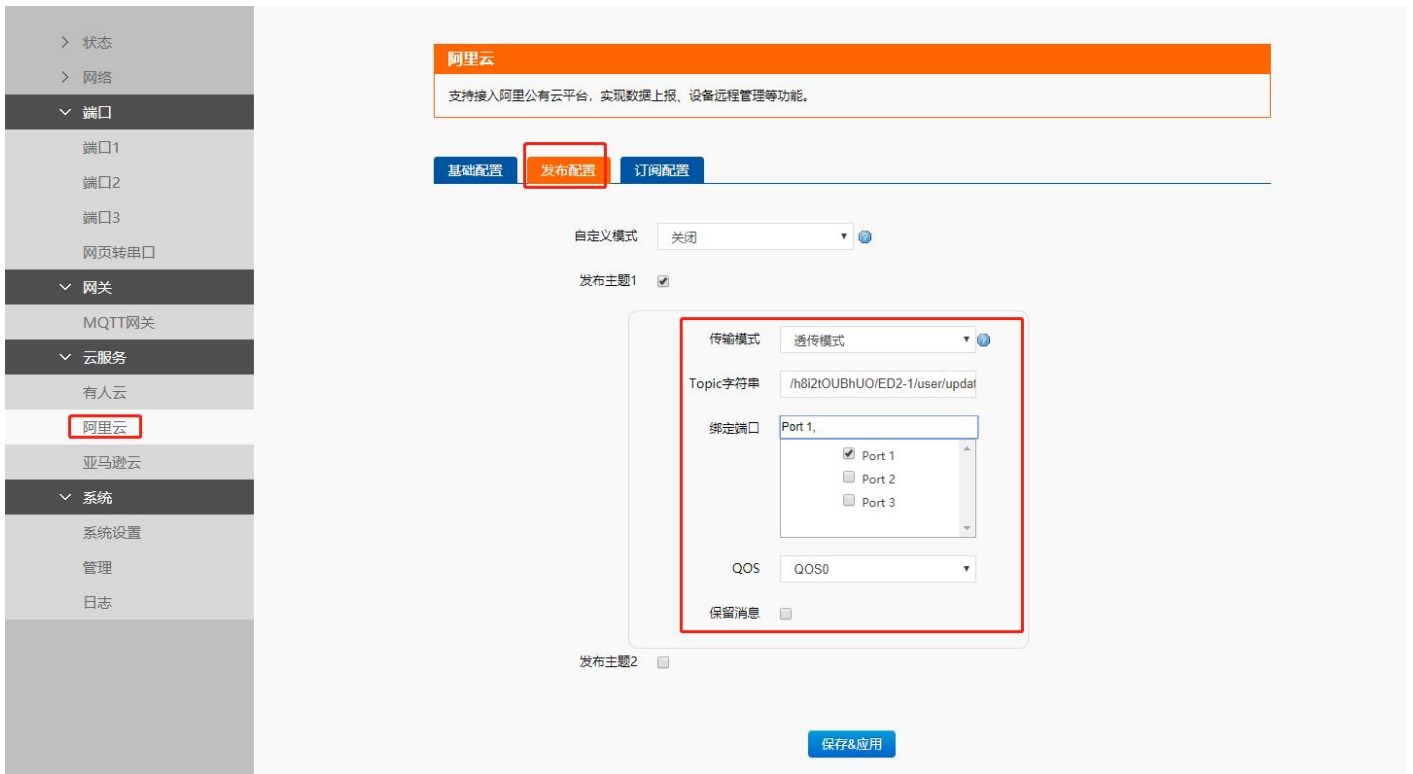 状态
网络
端口
端口1
端口2
端口3
网页转串口
网关
MQTT网关
云服务
有人云
阿里云
亚马逊云
系统
系统设置
管理
日志
阿里云
支持接入阿里公有云平台，实现数据上报、设备远程管理等功能。
基础配置 发布配置 订阅配置
自定义模式 关闭
发布主题1
传输模式 透传模式
Topic字符串 /h8i2tOUBhUO/ED2-1/user/updat
绑定端口 Port 1,
Port 1
Port 2
Port 3
QOS QOS0
保留消息
发布主题2
保存&应用